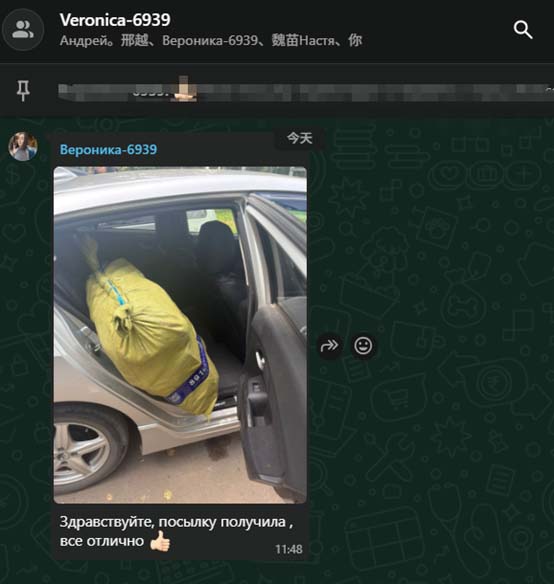 Veronica-6939
Андрей。邢越、Вероника-6939、魏苗Настя、你
今天
Вероника-6939
Здравствуйте, посылку получила ,
все отлично 👍🏻
11:48